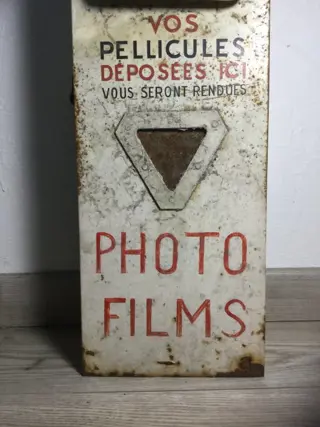 VOS
PELLICULES
DÉPOSÉES ICI
VOUS SERONT RENDUES
PHOTO
FILMS